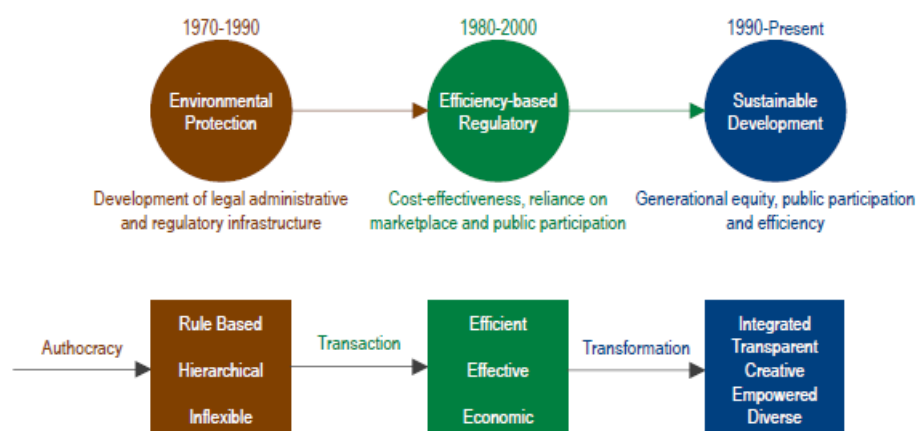 1970-1990
1980-2000
1990-Present
Environmental
Protection
Efficiency-based
Regulatory
Sustainable
Development
Development of legal administrative
and regulatory infrastructure
Cost-effectiveness, reliance on
marketplace and public participation
Generational equity, public participation
and efficiency
Authocracy
Rule Based
Hierarchical
Inflexible
Transaction
Efficient
Effective
Economic
Transformation
Integrated
Transparent
Creative
Empowered
Diverse